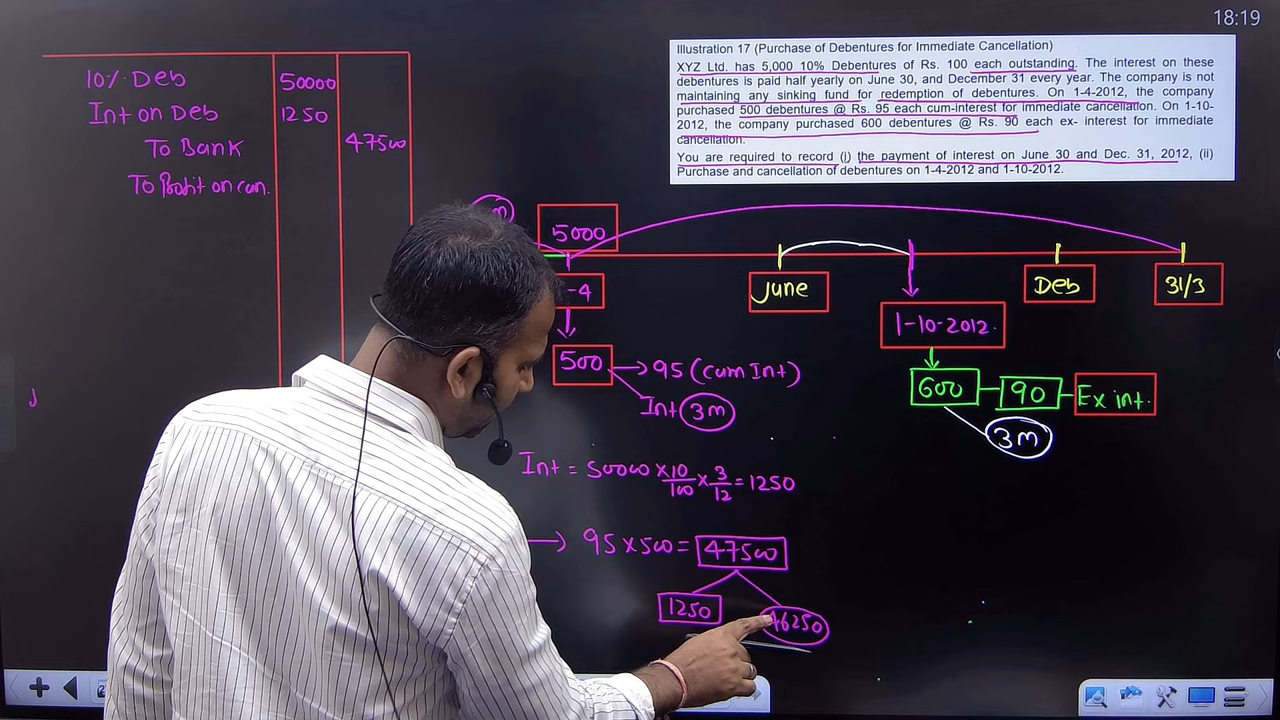 18:19
Illustration 17 (Purchase of Debentures for Immediate Cancellation)
XYZ Ltd. has 5,000 10% Debentures of Rs. 100 each outstanding. The interest on these
debentures is paid half yearly on June 30, and December 31 every year. The company is not
maintaining any sinking fund for redemption of debentures. On 1-4-2012, the company
purchased 500 debentures @ Rs. 95 each cum-interest for immediate cancellation. On 1-10-
2012, the company purchased 600 debentures @ Rs. 90 each ex- interest for immediate
cancellation.
You are required to record (i) the payment of interest on June 30 and Dec. 31, 2012, (ii)
Purchase and cancellation of debentures on 1-4-2012 and 1-10-2012.
10% Deb 50000
Int on Deb 1250
To Bank 47500
To Profit on can.
5000
-4
June
Deb
31/3
1-10-2012.
500 → 95 (cum Int)
Int 3m
600 90 Ex int.
3m
Int = 50000 × 10/100 × 3/12 = 1250
→ 95 × 500 = 47500
1250 46250